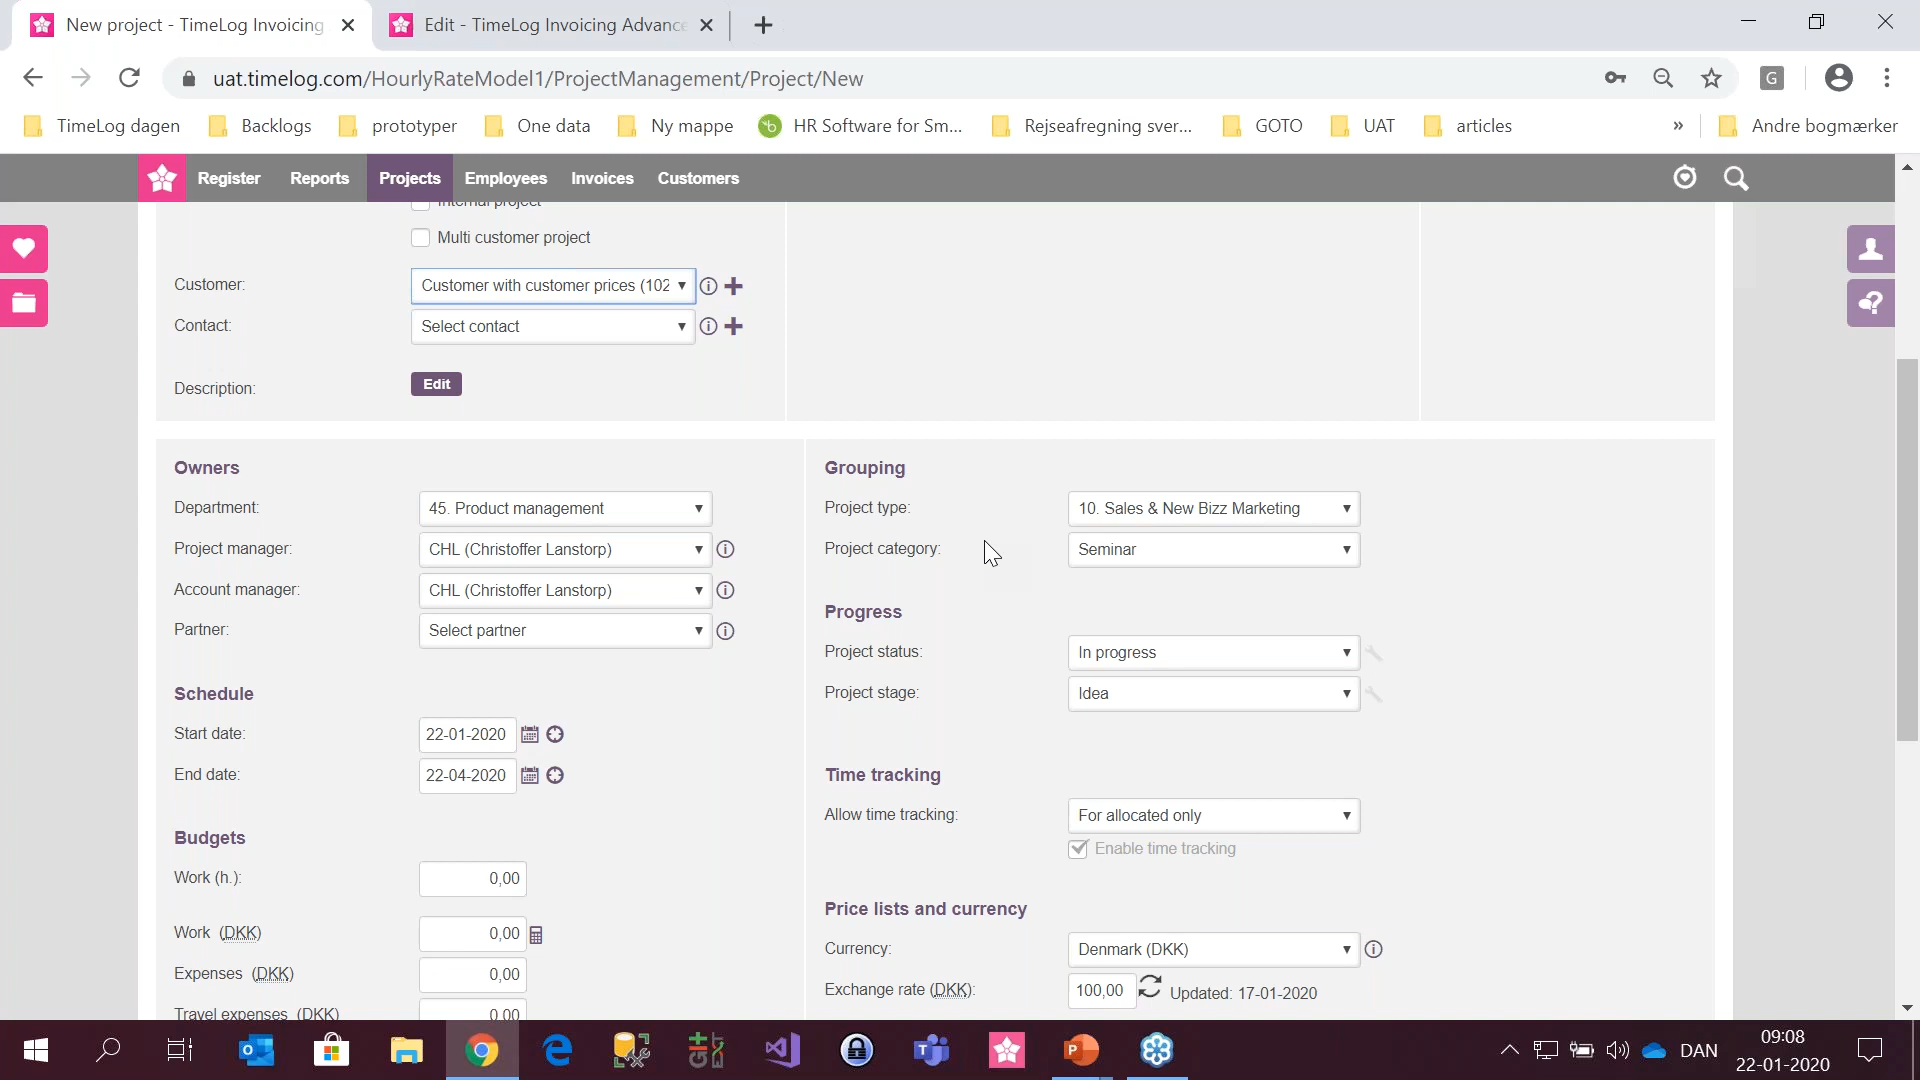 New project - TimeLog Invoicing
Edit - TimeLog Invoicing Advance
uat.timelog.com/HourlyRateModel1/ProjectManagement/Project/New
G
TimeLog dagen
Backlogs
prototyper
One data
Ny mappe
HR Software for Sm...
Rejseafregning sver...
GOTO
UAT
articles
»
Andre bogmærker
Register
Reports
Projects
Employees
Invoices
Customers
Internal project
Multi customer project
Customer:
Customer with customer prices (102
Contact:
Select contact
Description:
Edit
Owners
Department:
45. Product management
Project manager:
CHL (Christoffer Lanstorp)
Account manager:
CHL (Christoffer Lanstorp)
Partner:
Select partner
Schedule
Start date:
22-01-2020
End date:
22-04-2020
Budgets
Work (h.):
0,00
Work (DKK)
0,00
Expenses (DKK)
0,00
Travel expenses (DKK)
0,00
Grouping
Project type:
10. Sales & New Bizz Marketing
Project category:
Seminar
Progress
Project status:
In progress
Project stage:
Idea
Time tracking
Allow time tracking:
For allocated only
Enable time tracking
Price lists and currency
Currency:
Denmark (DKK)
Exchange rate (DKK):
100,00
Updated: 17-01-2020
DAN
09:08
22-01-2020